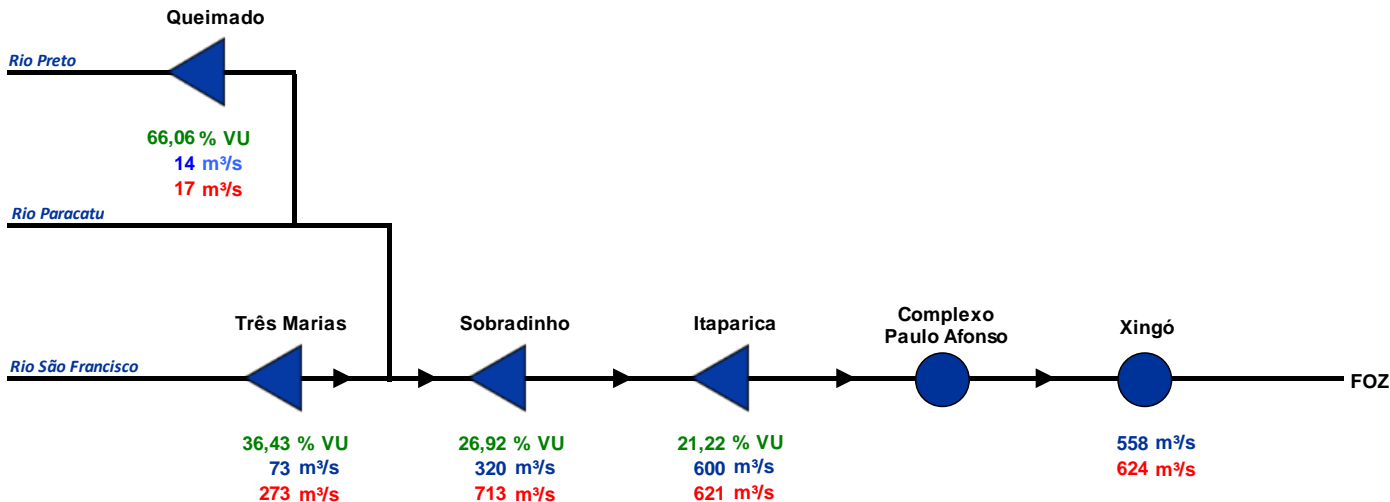 Queimado
Rio Preto
66,06 % VU
14 m³/s
17 m³/s
Rio Paracatu
Três Marias
Sobradinho
Itaparica
Complexo
Paulo Afonso
Xingó
Rio São Francisco
FOZ
36,43 % VU
73 m³/s
273 m³/s
26,92 % VU
320 m³/s
713 m³/s
21,22 % VU
600 m³/s
621 m³/s
558 m³/s
624 m³/s